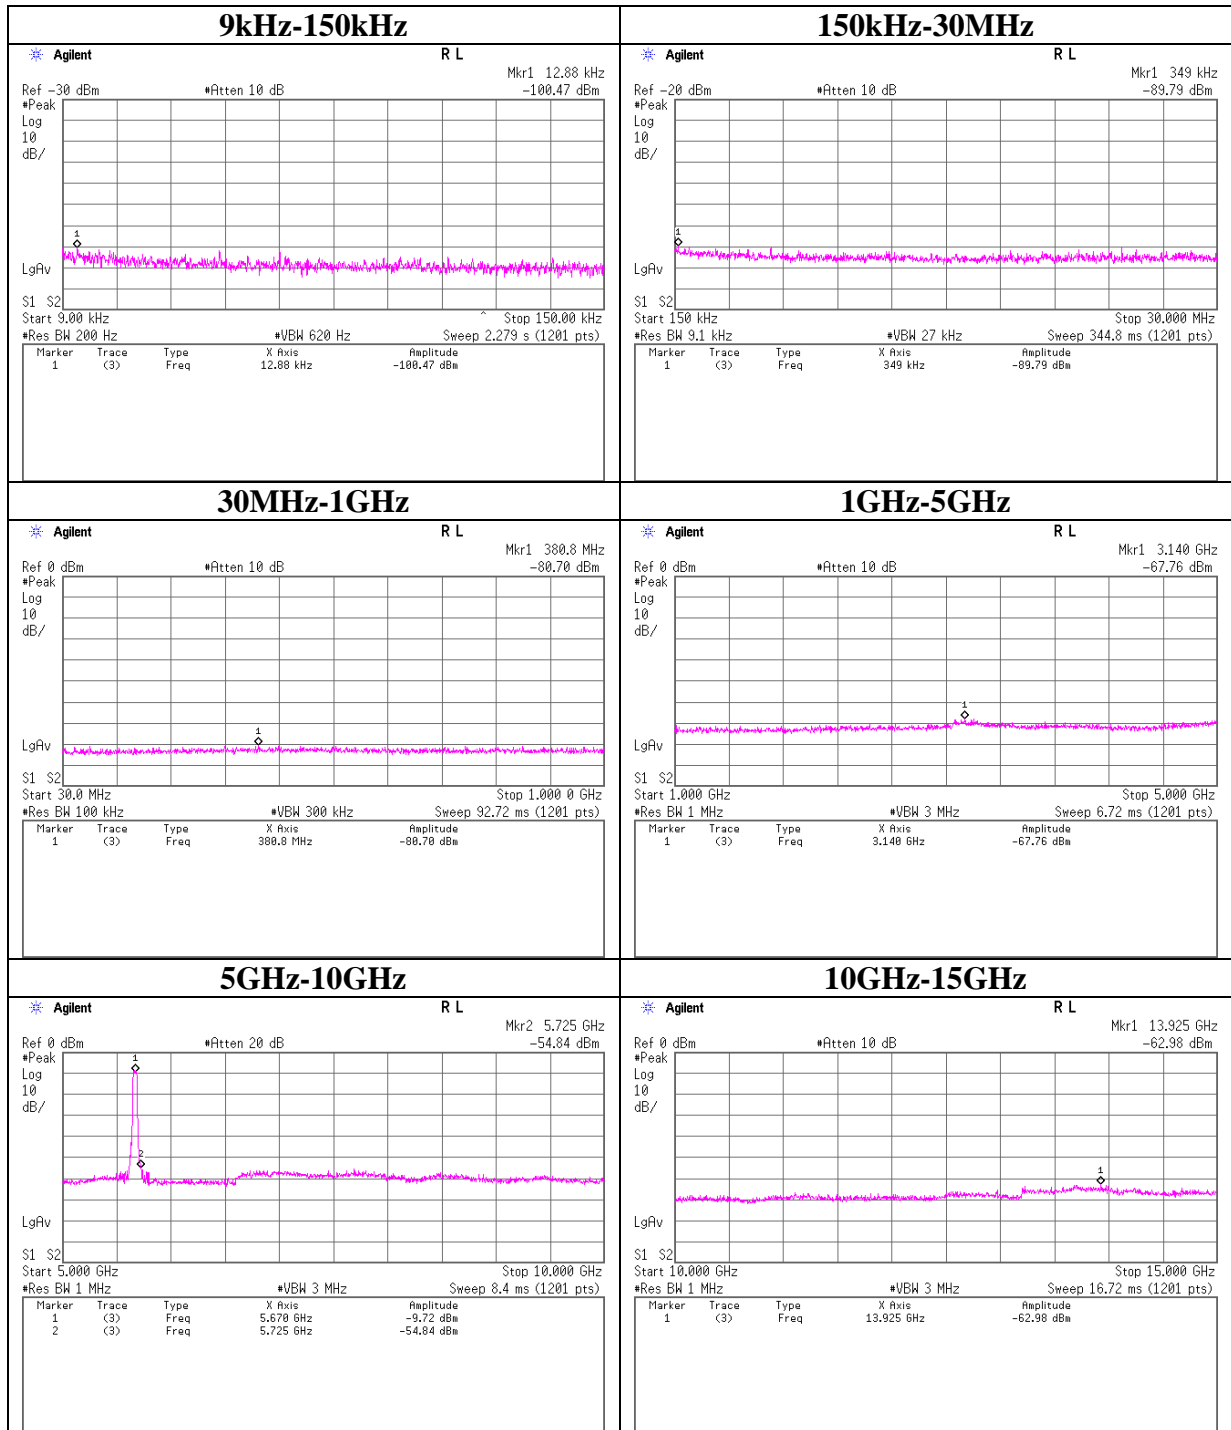 9kHz-150kHz
Agilent R L
Mkr1 12.88 kHz
Ref -30 dBm #Atten 10 dB -100.47 dBm
#Peak
Log
10
dB/
1
LgAv
S1 S2
Start 9.00 kHz ^ Stop 150.00 kHz
#Res BW 200 Hz #VBW 620 Hz Sweep 2.279 s (1201 pts)
Marker Trace Type X Axis Amplitude
1 (3) Freq 12.88 kHz -100.47 dBm
150kHz-30MHz
Agilent R L
Mkr1 349 kHz
Ref -20 dBm #Atten 10 dB -89.79 dBm
#Peak
Log
10
dB/
1
LgAv
S1 S2
Start 150 kHz Stop 30.000 MHz
#Res BW 9.1 kHz #VBW 27 kHz Sweep 344.8 ms (1201 pts)
Marker Trace Type X Axis Amplitude
1 (3) Freq 349 kHz -89.79 dBm
30MHz-1GHz
Agilent R L
Mkr1 380.8 MHz
Ref 0 dBm #Atten 10 dB -80.70 dBm
#Peak
Log
10
dB/
1
LgAv
S1 S2
Start 30.0 MHz Stop 1.000 0 GHz
#Res BW 100 kHz #VBW 300 kHz Sweep 92.72 ms (1201 pts)
Marker Trace Type X Axis Amplitude
1 (3) Freq 380.8 MHz -80.70 dBm
1GHz-5GHz
Agilent R L
Mkr1 3.140 GHz
Ref 0 dBm #Atten 10 dB -67.76 dBm
#Peak
Log
10
dB/
1
LgAv
S1 S2
Start 1.000 GHz Stop 5.000 GHz
#Res BW 1 MHz #VBW 3 MHz Sweep 6.72 ms (1201 pts)
Marker Trace Type X Axis Amplitude
1 (3) Freq 3.140 GHz -67.76 dBm
5GHz-10GHz
Agilent R L
Mkr2 5.725 GHz
Ref 0 dBm #Atten 20 dB -54.84 dBm
#Peak
Log
10
dB/
1
2
LgAv
S1 S2
Start 5.000 GHz Stop 10.000 GHz
#Res BW 1 MHz #VBW 3 MHz Sweep 8.4 ms (1201 pts)
Marker Trace Type X Axis Amplitude
1 (3) Freq 5.670 GHz -9.72 dBm
2 (3) Freq 5.725 GHz -54.84 dBm
10GHz-15GHz
Agilent R L
Mkr1 13.925 GHz
Ref 0 dBm #Atten 10 dB -62.98 dBm
#Peak
Log
10
dB/
1
LgAv
S1 S2
Start 10.000 GHz Stop 15.000 GHz
#Res BW 1 MHz #VBW 3 MHz Sweep 16.72 ms (1201 pts)
Marker Trace Type X Axis Amplitude
1 (3) Freq 13.925 GHz -62.98 dBm